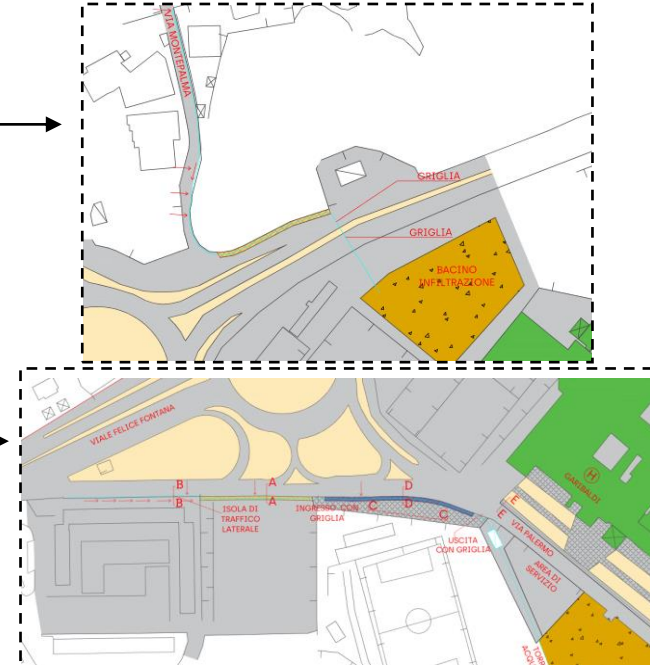 VIA MONTEPALMA
GRIGLIA
GRIGLIA
BACINO
INFILTRAZIONE
VIALE FELICE FONTANA
B
B
A
A
ISOLA DI
TRAFFICO
LATERALE
INGRESSO CON
GRIGLIA
C
D
D
C
USCITA
CON GRIGLIA
E
E
VIA PALERMO
H
GARIBALDI
AREA DI
SERVIZIO